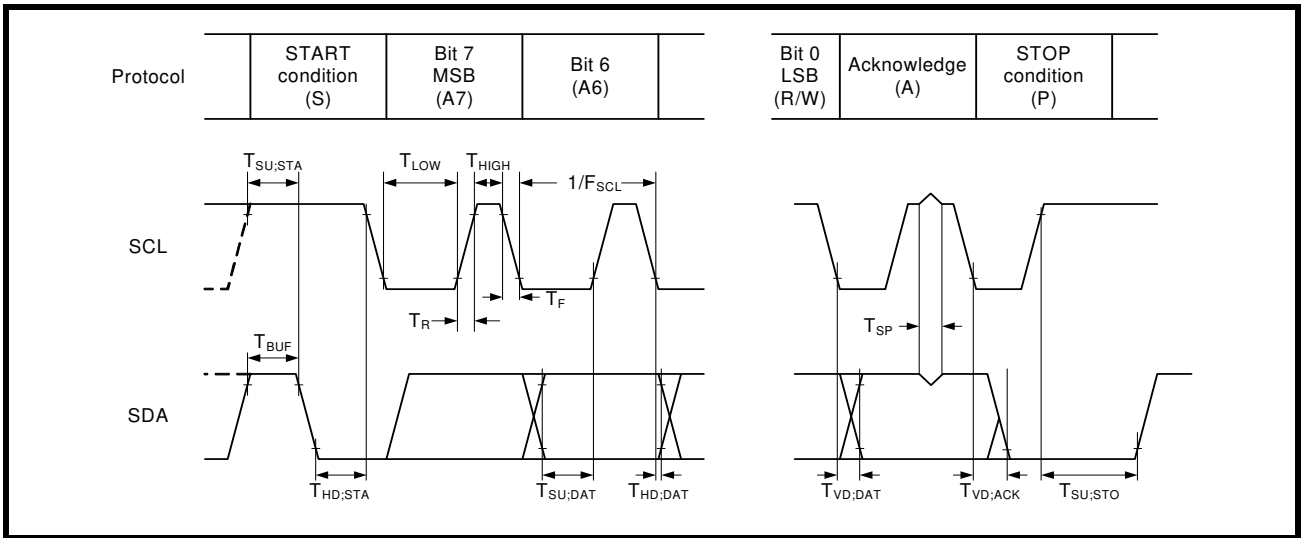 Protocol
START
condition
(S)
Bit 7
MSB
(A7)
Bit 6
(A6)
Bit 0
LSB
(R/W)
Acknowledge
(A)
STOP
condition
(P)
TSU;STA
TLOW
THIGH
1/FSCL
SCL
TR
TF
TSP
TBUF
SDA
THD;STA
TSU;DAT
THD;DAT
TVD;DAT
TVD;ACK
TSU;STO